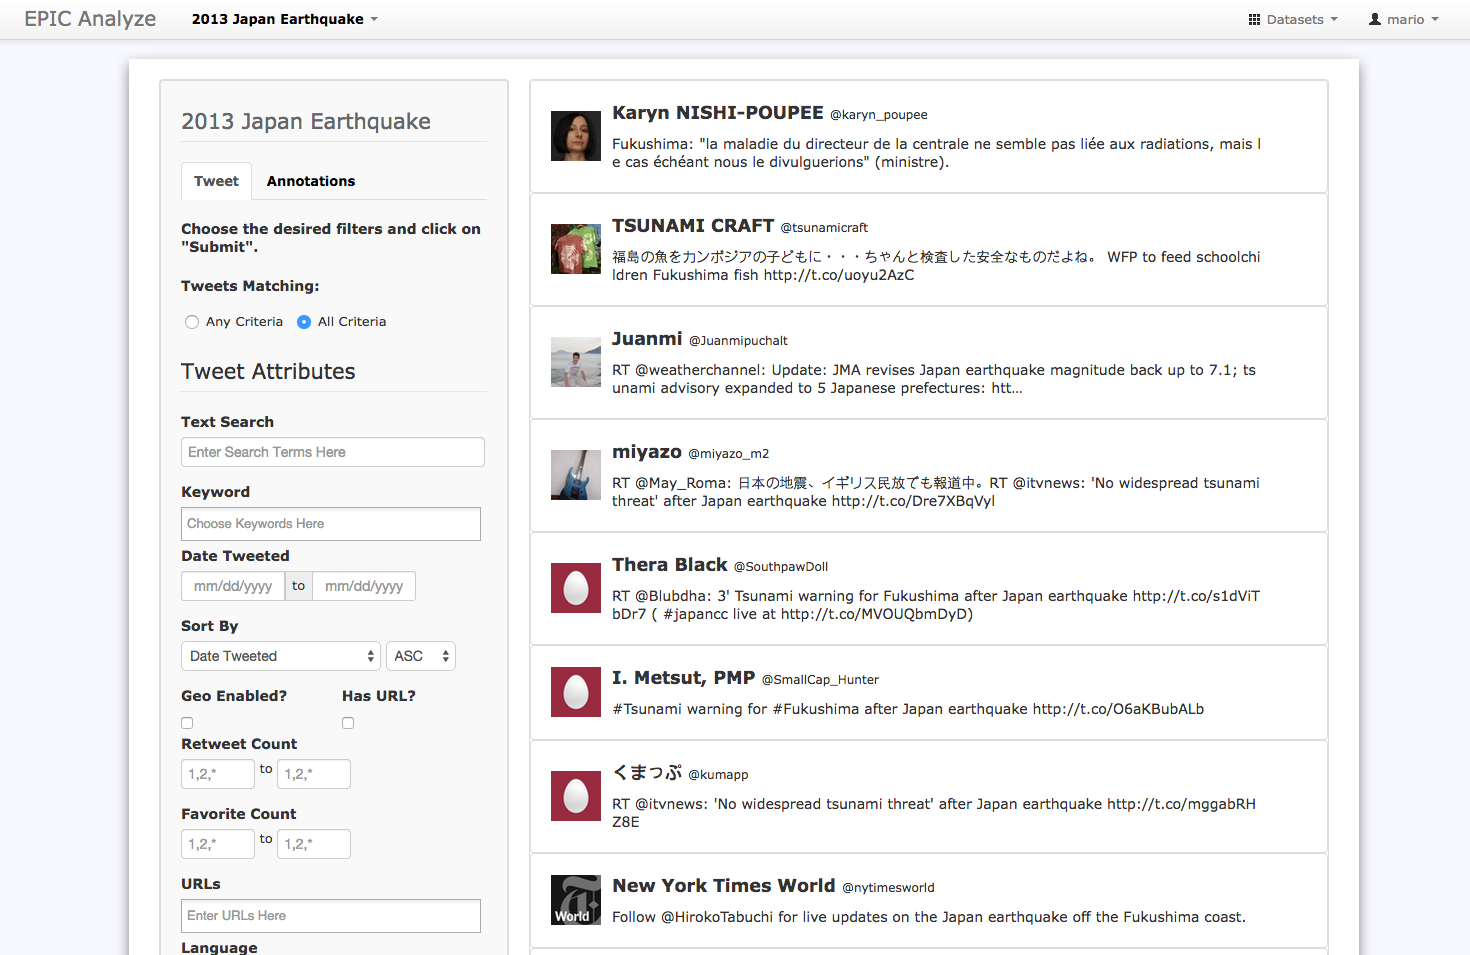 EPIC Analyze
2013 Japan Earthquake
Datasets
mario
2013 Japan Earthquake
Tweet
Annotations
Choose the desired filters and click on
"Submit".
Tweets Matching:
Any Criteria
All Criteria
Tweet Attributes
Text Search
Enter Search Terms Here
Keyword
Choose Keywords Here
Date Tweeted
mm/dd/yyyy to mm/dd/yyyy
Sort By
Date Tweeted
ASC
Geo Enabled?
Has URL?
Retweet Count
1,2,* to 1,2,*
Favorite Count
1,2,* to 1,2,*
URLs
Enter URLs Here
Language
Karyn NISHI-POUPEE @karyn_poupee
Fukushima: "la maladie du directeur de la centrale ne semble pas liée aux radiations, mais l
e cas échéant nous le divulguerions" (ministre).
TSUNAMI CRAFT @tsunamicraft
福島の魚をカンボジアの子どもに・・・ちゃんと検査した安全なものだよね。 WFP to feed schoolchi
ldren Fukushima fish http://t.co/uoyu2AzC
Juanmi @Juanmipuchalt
RT @weatherchannel: Update: JMA revises Japan earthquake magnitude back up to 7.1; ts
unami advisory expanded to 5 Japanese prefectures: htt...
miyazo @miyazo_m2
RT @May_Roma: 日本の地震、イギリス民放でも報道中。RT @itvnews: 'No widespread tsunami
threat' after Japan earthquake http://t.co/Dre7XBqVyl
Thera Black @SouthpawDoll
RT @Blubdha: 3' Tsunami warning for Fukushima after Japan earthquake http://t.co/s1dViT
bDr7 ( #japancc live at http://t.co/MVOUQbmDyD)
I. Metsut, PMP @SmallCap_Hunter
#Tsunami warning for #Fukushima after Japan earthquake http://t.co/O6aKBubALb
くまっぷ @kumapp
RT @itvnews: 'No widespread tsunami threat' after Japan earthquake http://t.co/mggabRH
Z8E
World
New York Times World @nytimesworld
Follow @HirokoTabuchi for live updates on the Japan earthquake off the Fukushima coast.